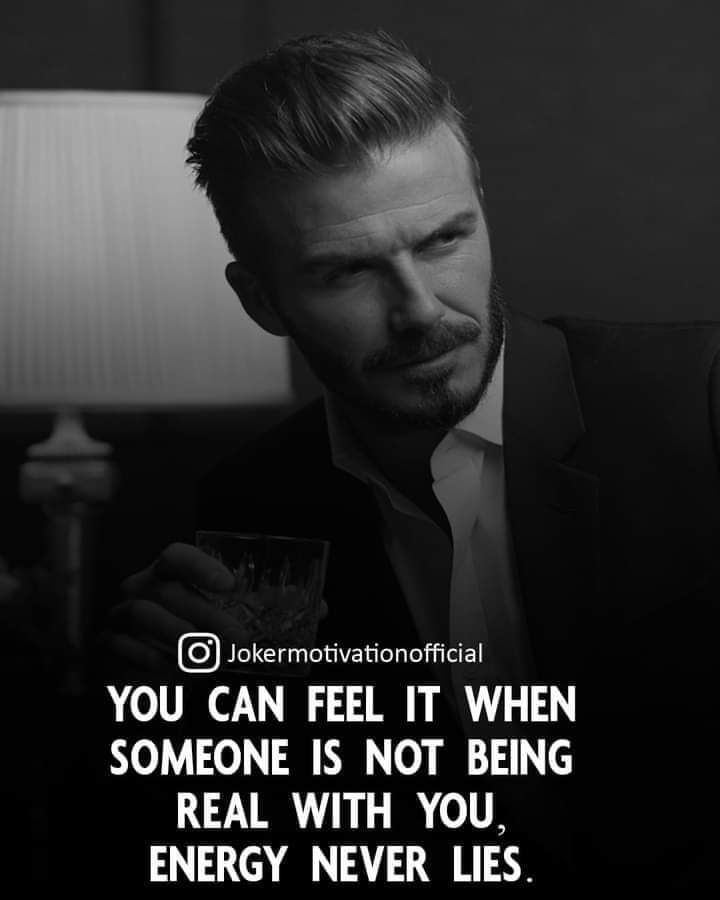 Jokermotivationofficial
YOU CAN FEEL IT WHEN
SOMEONE IS NOT BEING
REAL WITH YOU,
ENERGY NEVER LIES.